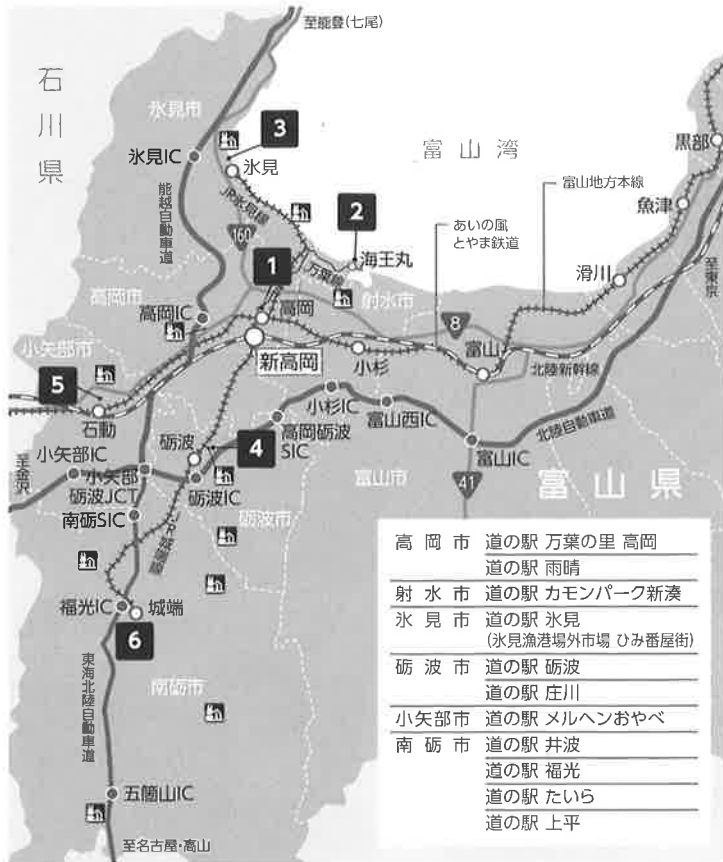 至能登(七尾)
石川県
氷見市
3
富山湾
黒部
氷見IC
氷見
富山地方本線
魚津
JR氷見線
能越自動車道
2
あいの風
とやま鉄道
160
海王丸
至東京
1
万葉線
滑川
高岡市
高岡
射水市
高岡IC
8
小矢部市
新高岡
小杉
富山
北陸新幹線
5
石動
小杉IC
富山西IC
北陸自動車道
高岡砺波
SIC
4
砺波
小矢部IC
至金沢
小矢部
砺波JCT
砺波IC
富山IC
富山市
41
富山県
南砺SIC
砺波市
JR城端線
福光IC
城端
6
東海北陸自動車道
南砺市
五箇山IC
至名古屋・高山
高岡市 道の駅 万葉の里 高岡
道の駅 雨晴
射水市 道の駅 カモンパーク新湊
氷見市 道の駅 氷見
(氷見漁港場外市場 ひみ番屋街)
砺波市 道の駅 砺波
道の駅 庄川
小矢部市 道の駅 メルヘンおやべ
南砺市 道の駅 井波
道の駅 福光
道の駅 たいら
道の駅 上平